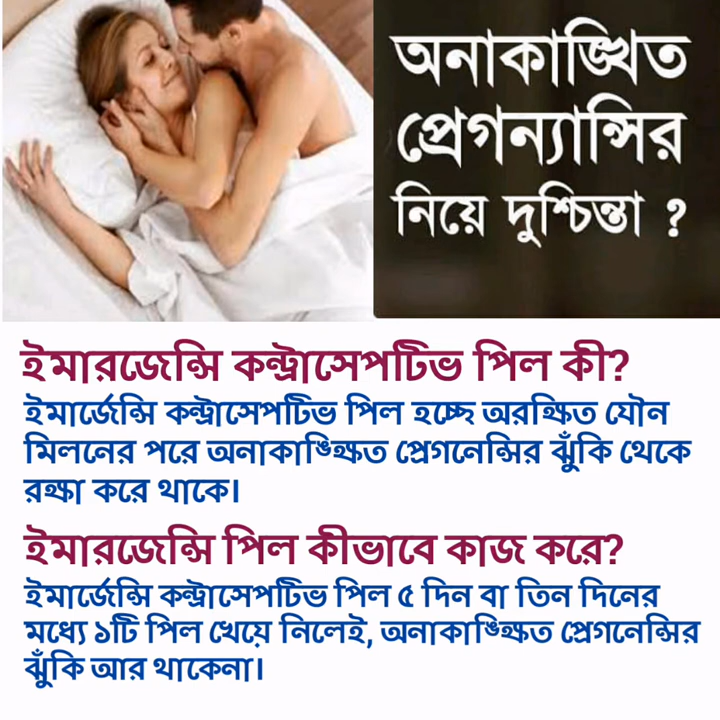 অনাকাঙ্খিত
প্রেগন্যান্সির
নিয়ে দুশ্চিন্তা ?
ইমারজেন্সি কন্ট্রাসেপটিভ পিল কী?
ইমার্জেন্সি কন্ট্রাসেপটিভ পিল হচ্ছে অরক্ষিত যৌন
মিলনের পরে অনাকাঙ্ক্ষিত প্রেগনেন্সির ঝুঁকি থেকে
রক্ষা করে থাকে।
ইমারজেন্সি পিল কীভাবে কাজ করে?
ইমার্জেন্সি কন্ট্রাসেপটিভ পিল ৫ দিন বা তিন দিনের
মধ্যে ১টি পিল খেয়ে নিলেই, অনাকাঙ্ক্ষিত প্রেগনেন্সির
ঝুঁকি আর থাকেনা।